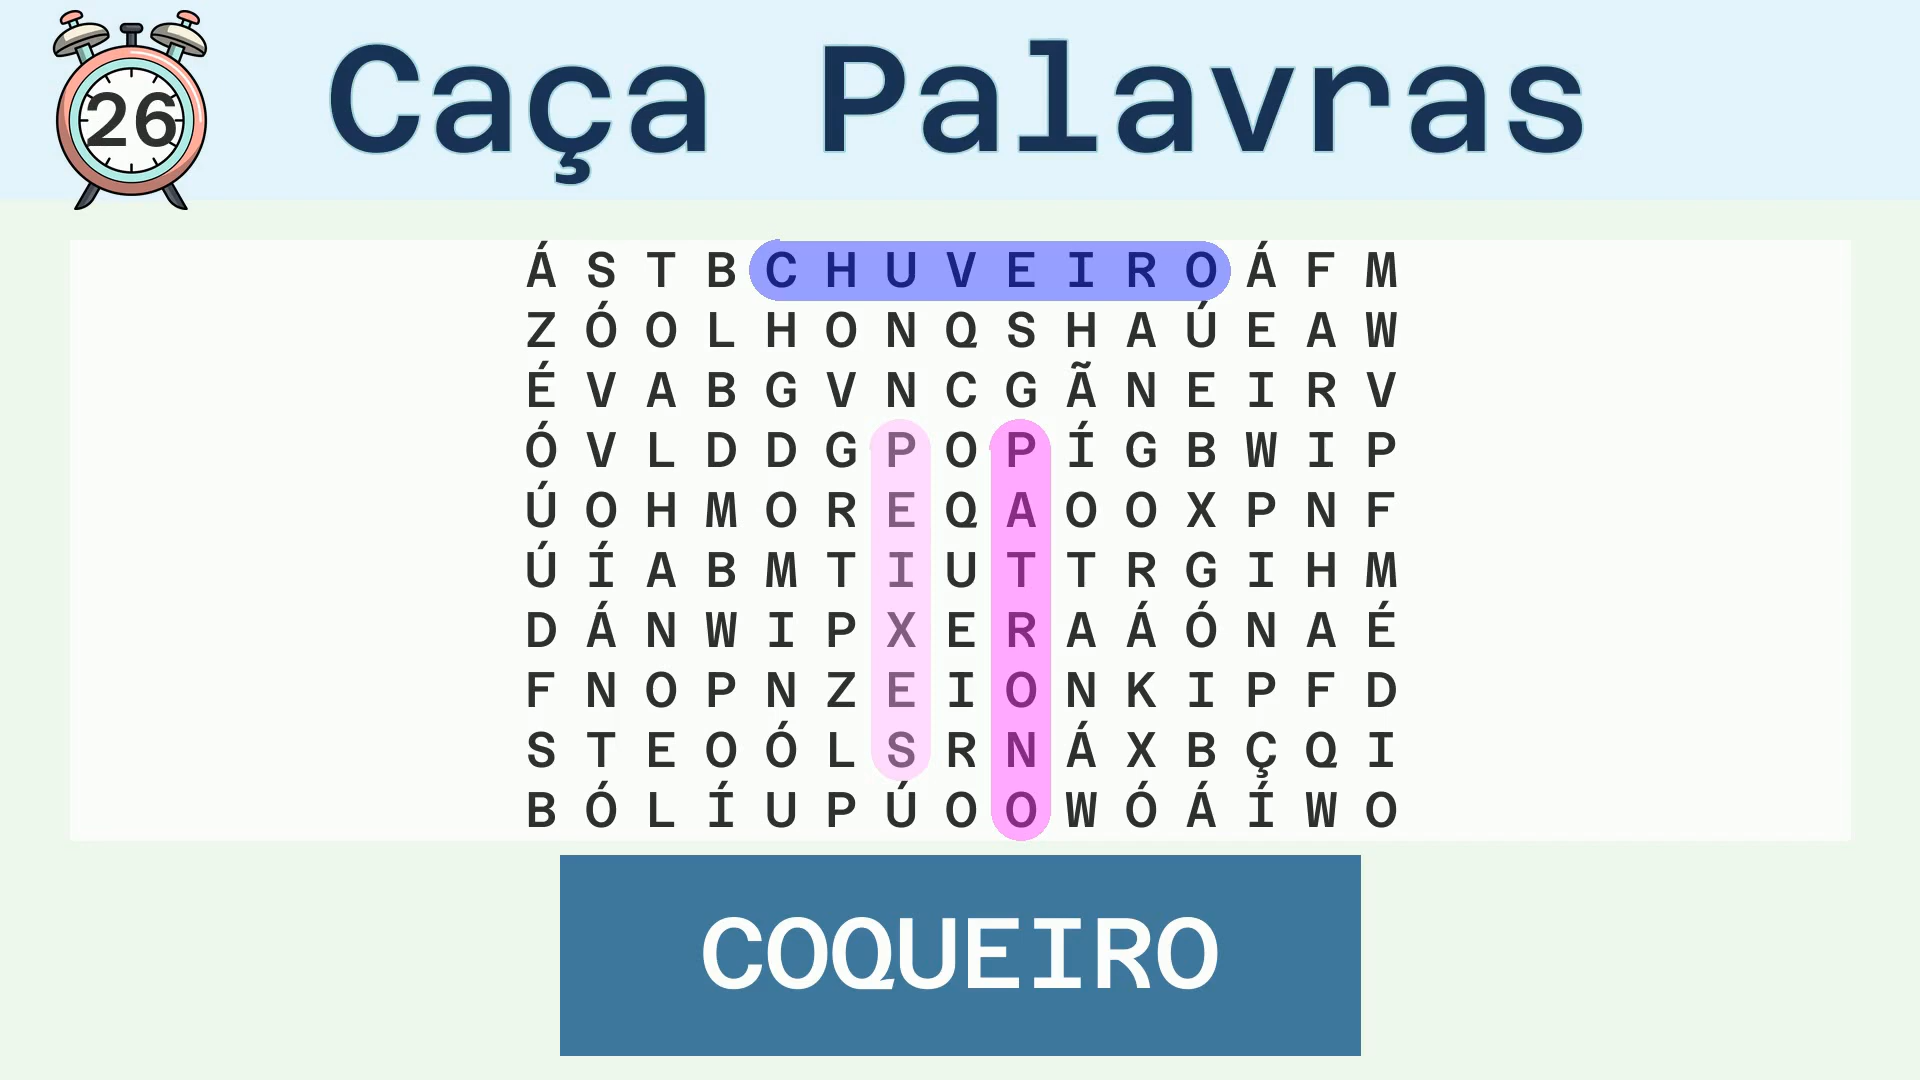 26
Caça Palavras
Á S T B C H U V E I R O Á F M
Z Ó O L H O N Q S H A Ú E A W
É V A B G V N C G Ã N E I R V
Ó V L D D G P O P Í G B W I P
Ú O H M O R E Q A O O X P N F
Ú Í A B M T I U T T R G I H M
D Á N W I P X E R A Á Ó N A É
F N O P N Z E I O N K I P F D
S T E O Ó L S R N Á X B Ç Q I
B Ó L Í U P Ú O O W Ó Á Í W O
COQUEIRO